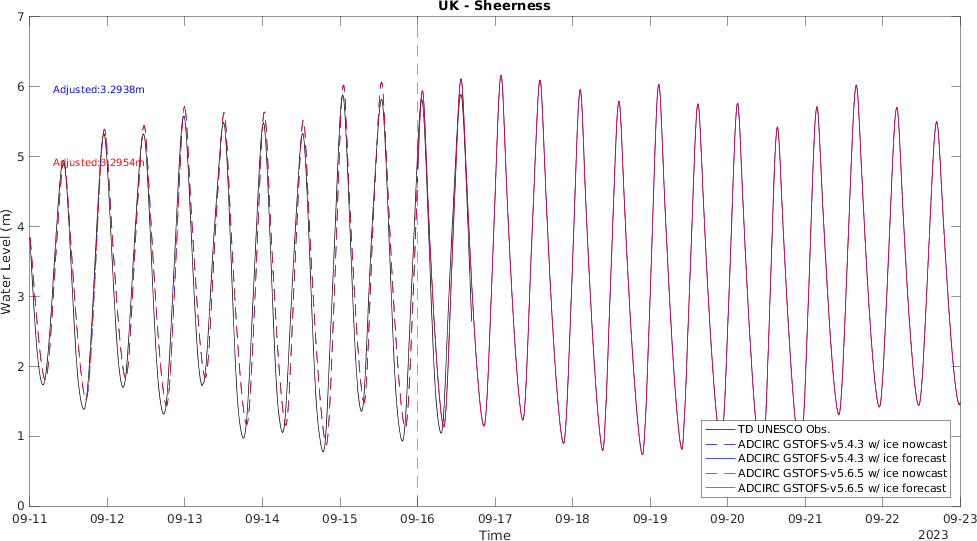 UK - Sheerness
7
6
5
4
3
2
1
0
Water Level (m)
Adjusted:3.2938m
Adjusted:3.2954m
TD UNESCO Obs.
ADCIRC GSTOFS-v5.4.3 w/ ice nowcast
ADCIRC GSTOFS-v5.4.3 w/ ice forecast
ADCIRC GSTOFS-v5.6.5 w/ ice nowcast
ADCIRC GSTOFS-v5.6.5 w/ ice forecast
09-11 09-12 09-13 09-14 09-15 09-16 09-17 09-18 09-19 09-20 09-21 09-22 09-23
Time
2023